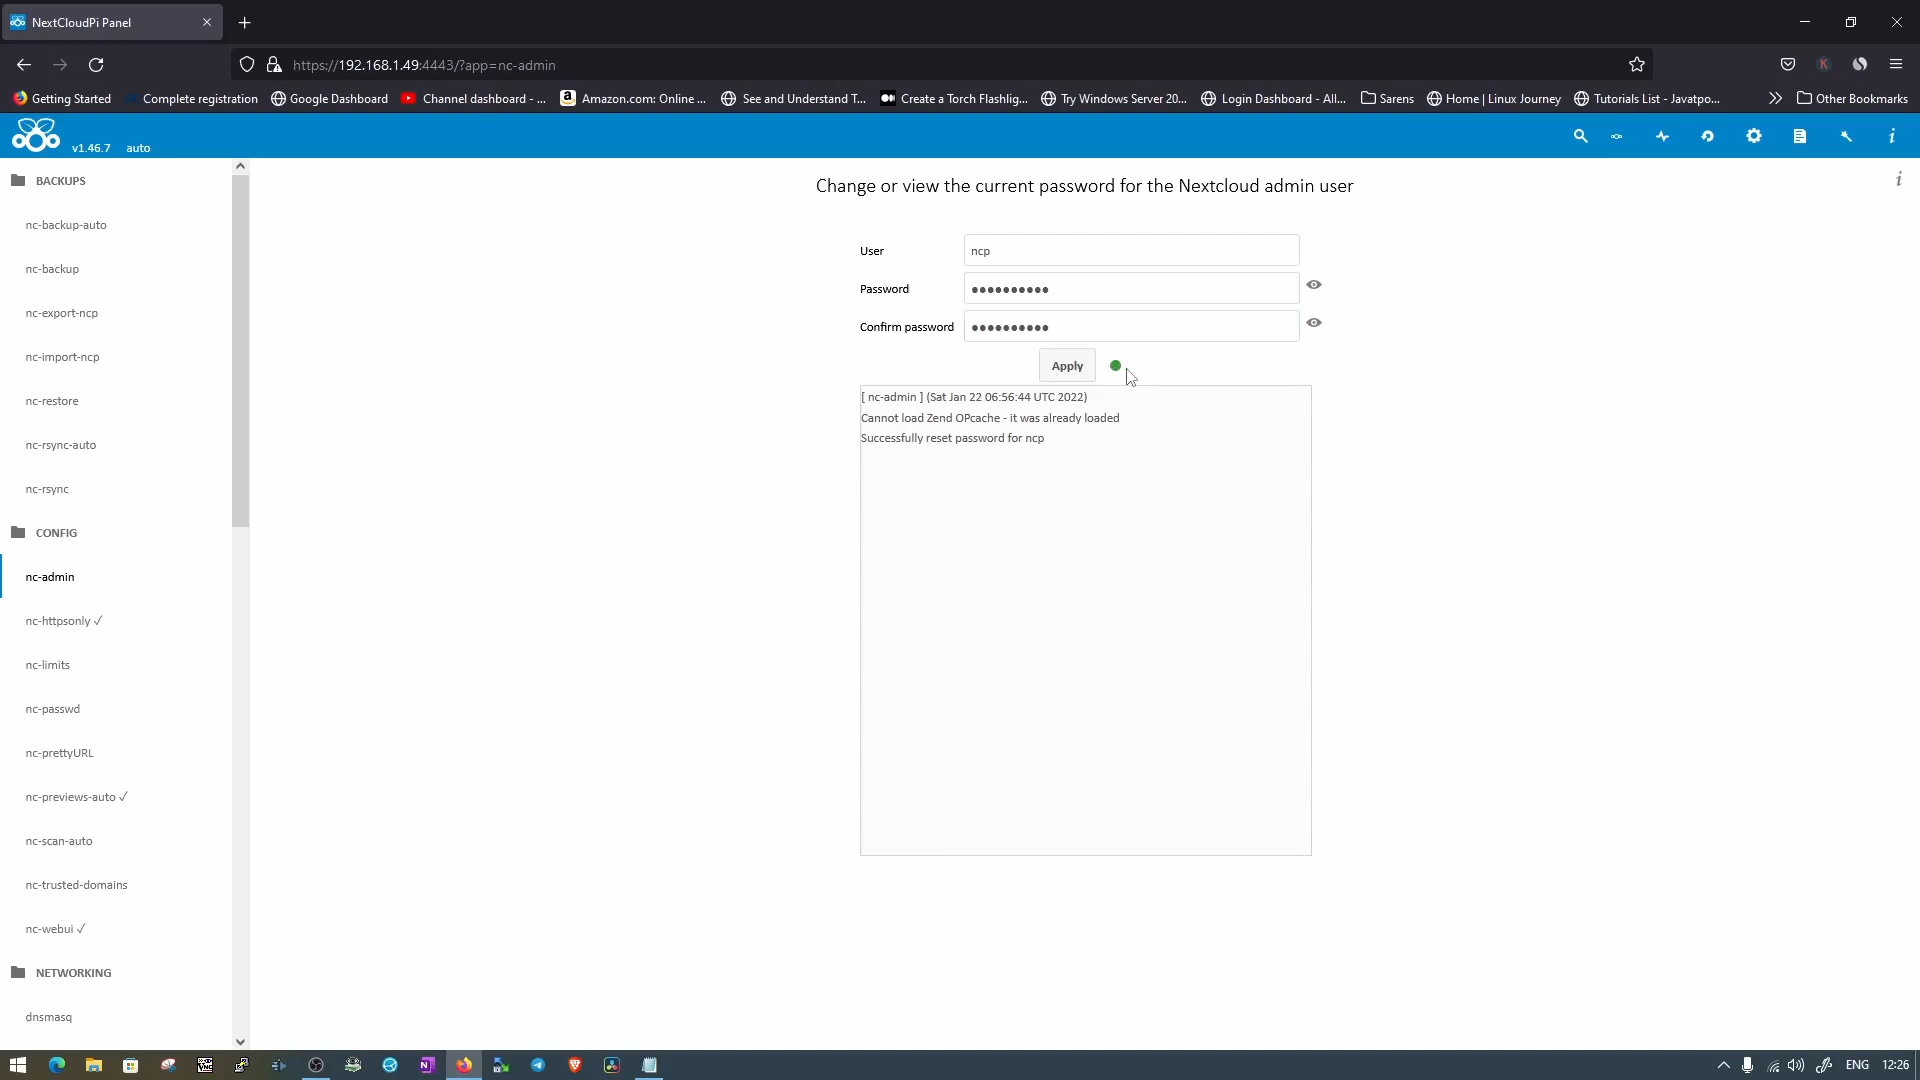 NextCloudPi Panel
https://192.168.1.49:4443/?app=nc-admin
Getting Started
Complete registration
Google Dashboard
Channel dashboard - ...
Amazon.com: Online ...
See and Understand T...
Create a Torch Flashlig...
Try Windows Server 20...
Login Dashboard - All...
Sarens
Home | Linux Journey
Tutorials List - Javatpo...
Other Bookmarks
v1.46.7 auto
BACKUPS
nc-backup-auto
nc-backup
nc-export-ncp
nc-import-ncp
nc-restore
nc-rsync-auto
nc-rsync
CONFIG
nc-admin
nc-httpsonly ✓
nc-limits
nc-passwd
nc-prettyURL
nc-previews-auto ✓
nc-scan-auto
nc-trusted-domains
nc-webui ✓
NETWORKING
dnsmasq
Change or view the current password for the Nextcloud admin user
User ncp
Password ●●●●●●●●●●
Confirm password ●●●●●●●●●●
Apply
[ nc-admin ] (Sat Jan 22 06:56:44 UTC 2022)
Cannot load Zend OPcache - it was already loaded
Successfully reset password for ncp
ENG 12:26